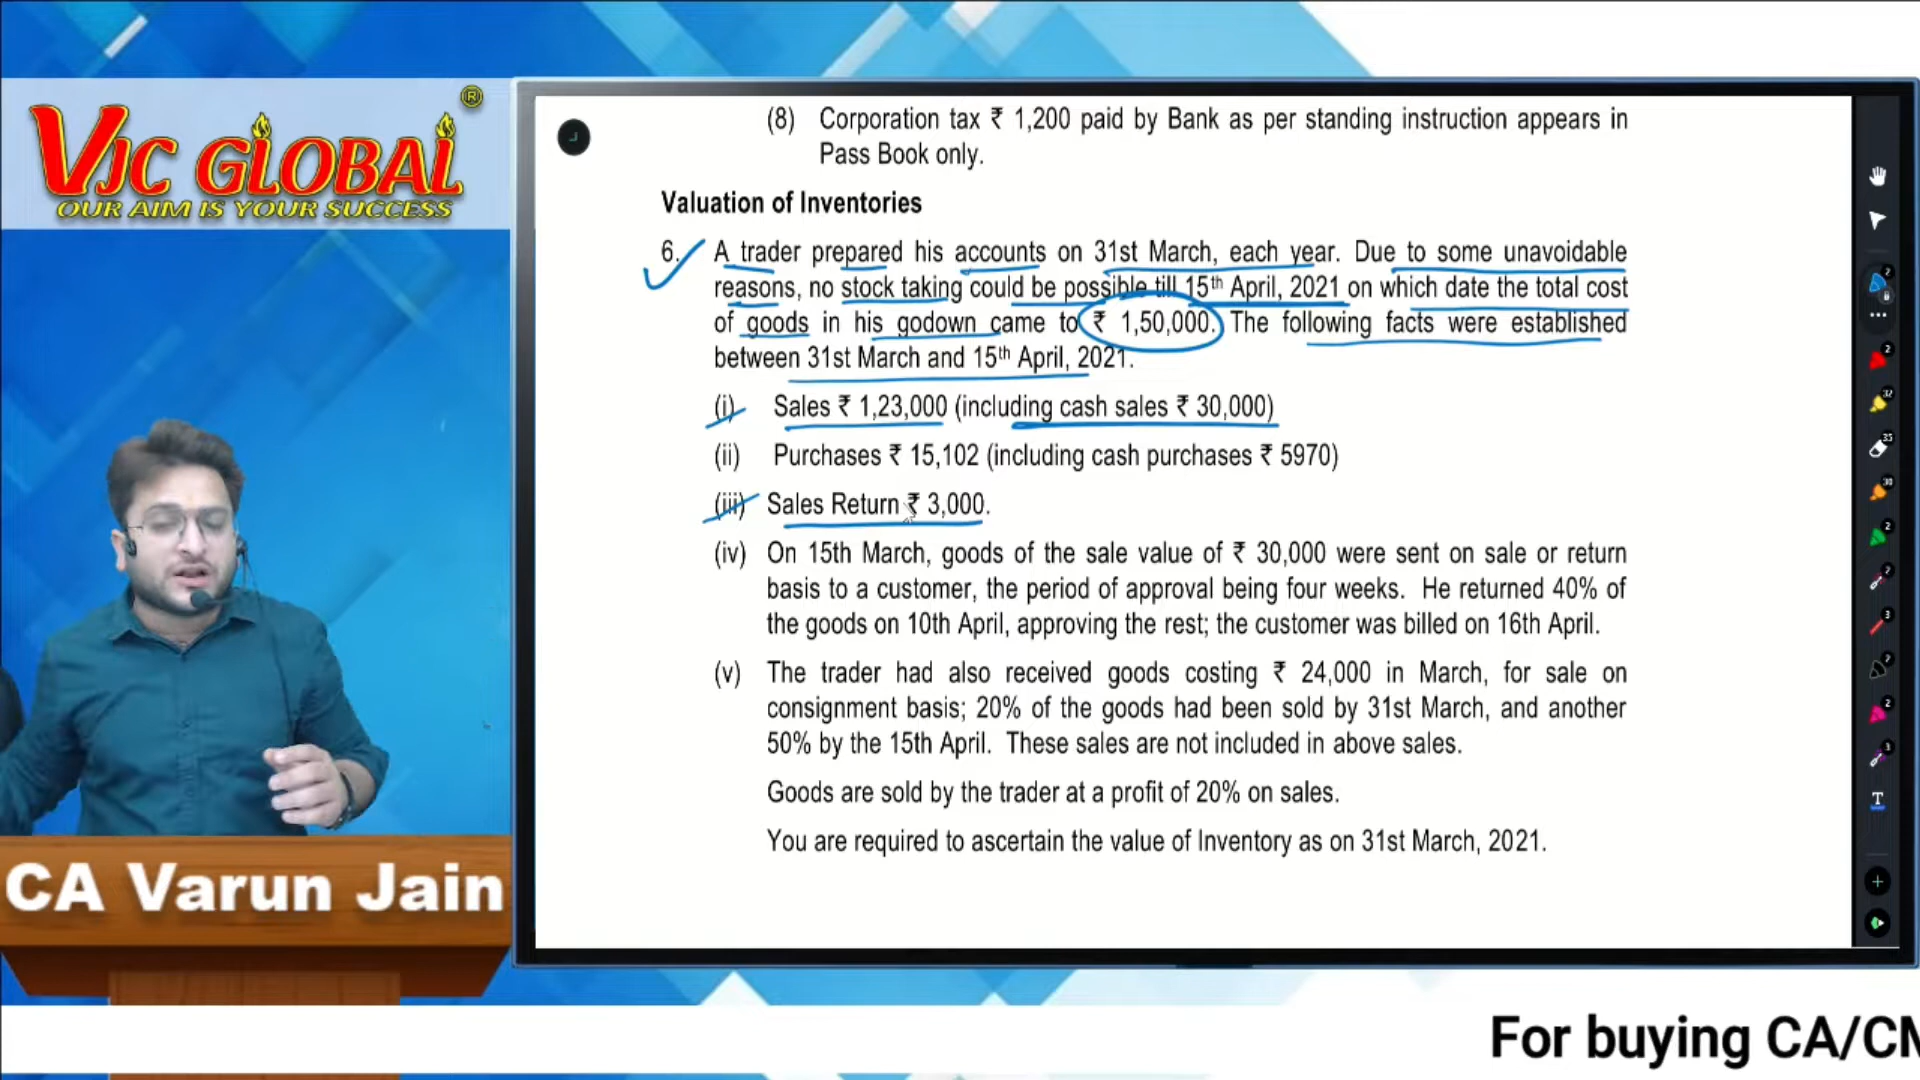 VJC GLOBAL ®
OUR AIM IS YOUR SUCCESS
(8) Corporation tax ₹ 1,200 paid by Bank as per standing instruction appears in
Pass Book only.
Valuation of Inventories
6. A trader prepared his accounts on 31st March, each year. Due to some unavoidable
reasons, no stock taking could be possible till 15th April, 2021 on which date the total cost
of goods in his godown came to ₹ 1,50,000. The following facts were established
between 31st March and 15th April, 2021.
(i) Sales ₹ 1,23,000 (including cash sales ₹ 30,000)
(ii) Purchases ₹ 15,102 (including cash purchases ₹ 5970)
(iii) Sales Return ₹ 3,000.
(iv) On 15th March, goods of the sale value of ₹ 30,000 were sent on sale or return
basis to a customer, the period of approval being four weeks. He returned 40% of
the goods on 10th April, approving the rest; the customer was billed on 16th April.
(v) The trader had also received goods costing ₹ 24,000 in March, for sale on
consignment basis; 20% of the goods had been sold by 31st March, and another
50% by the 15th April. These sales are not included in above sales.
Goods are sold by the trader at a profit of 20% on sales.
You are required to ascertain the value of Inventory as on 31st March, 2021.
CA Varun Jain
For buying CA/CM